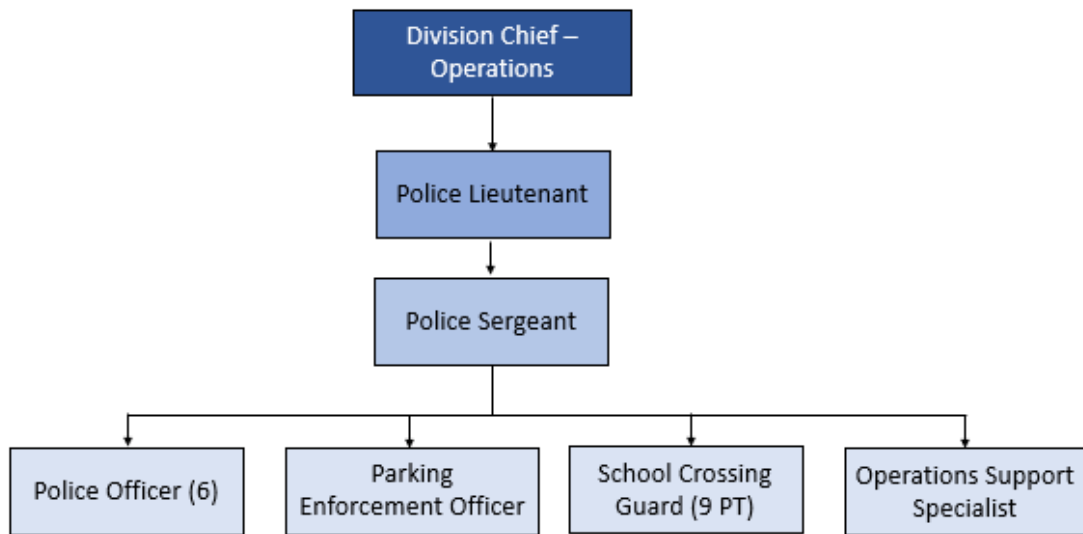 Division Chief –
Operations
Police Lieutenant
Police Sergeant
Police Officer (6)
Parking
Enforcement Officer
School Crossing
Guard (9 PT)
Operations Support
Specialist